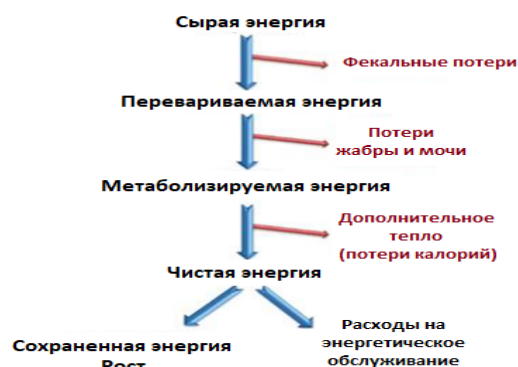 Сырая энергия
Фекальные потери
Перевариваемая энергия
Потери
жабры и мочи
Метаболизируемая энергия
Дополнительное
тепло
(потери калорий)
Чистая энергия
Сохраненная энергия
Рост
Расходы на
энергетическое
обслуживание